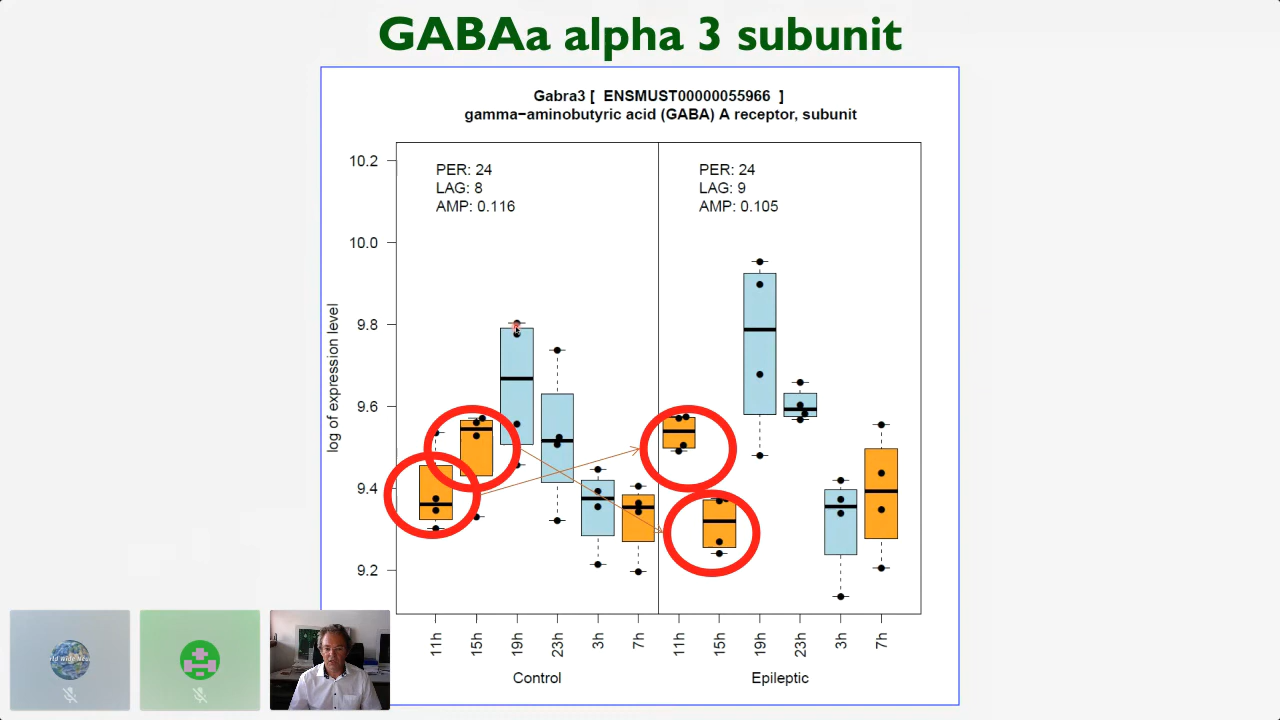 GABAa alpha 3 subunit
Gabra3 [ ENSMUST00000055966 ]
gamma−aminobutyric acid (GABA) A receptor, subunit
PER: 24
LAG: 8
AMP: 0.116
PER: 24
LAG: 9
AMP: 0.105
log of expression level
10.2
10.0
9.8
9.6
9.4
9.2
11h
15h
19h
23h
3h
7h
11h
15h
19h
23h
3h
7h
Control
Epileptic